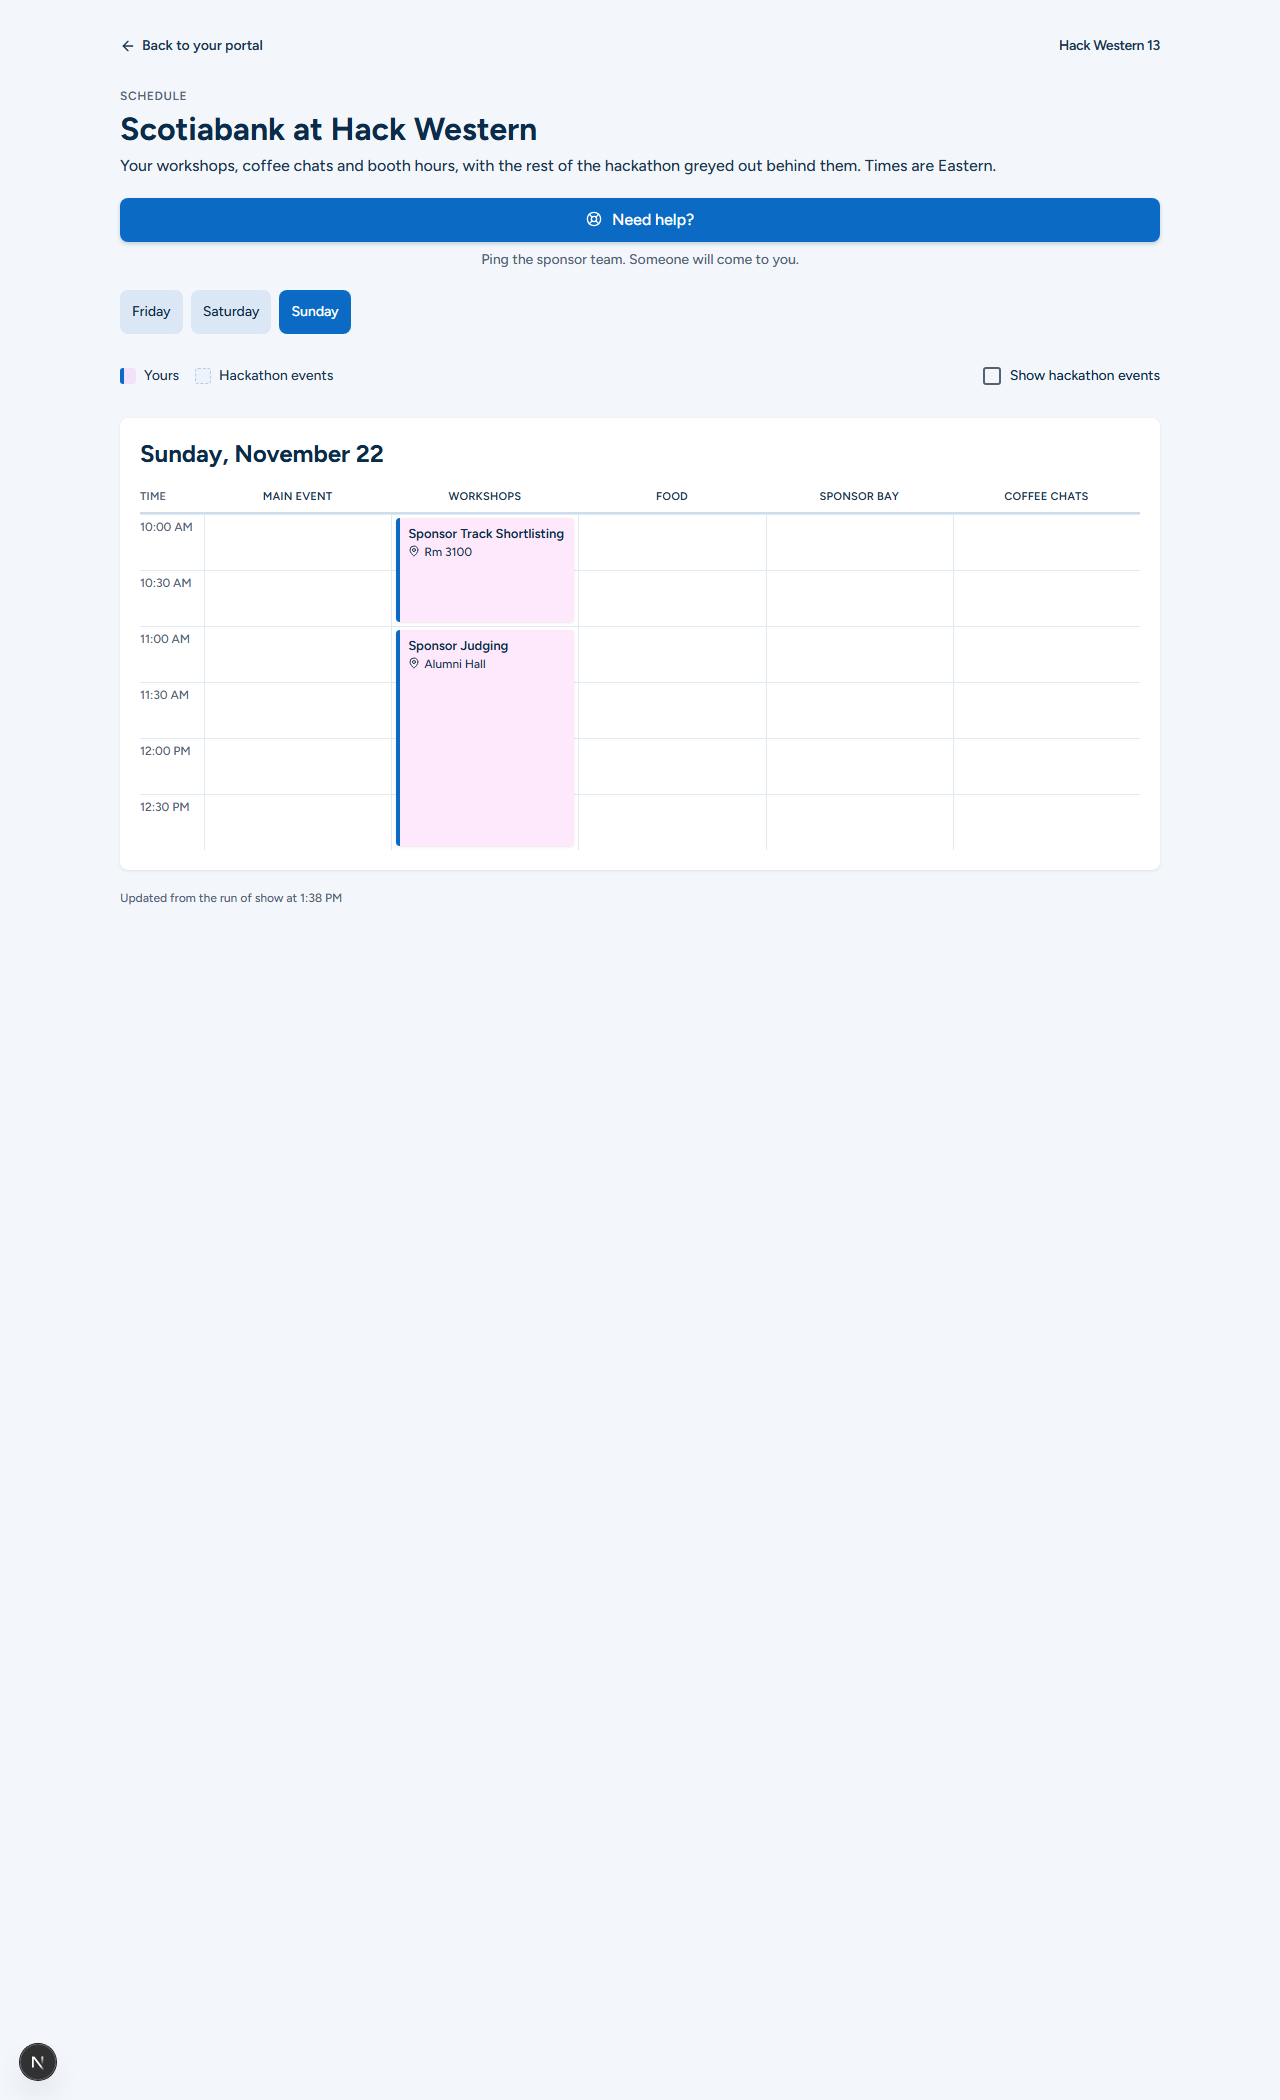 Back to your portal
Hack Western 13
SCHEDULE
Scotiabank at Hack Western
Your workshops, coffee chats and booth hours, with the rest of the hackathon greyed out behind them. Times are Eastern.
Need help?
Ping the sponsor team. Someone will come to you.
Friday
Saturday
Sunday
Yours
Hackathon events
Show hackathon events
Sunday, November 22
TIME
MAIN EVENT
WORKSHOPS
FOOD
SPONSOR BAY
COFFEE CHATS
10:00 AM
Sponsor Track Shortlisting
Rm 3100
10:30 AM
11:00 AM
Sponsor Judging
Alumni Hall
11:30 AM
12:00 PM
12:30 PM
Updated from the run of show at 1:38 PM
N